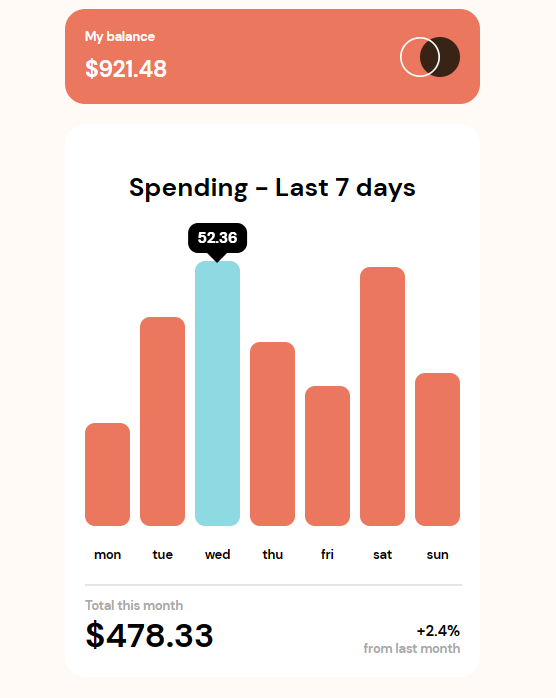 My balance
$921.48
Spending - Last 7 days
52.36
mon tue wed thu fri sat sun
Total this month
$478.33
+2.4%
from last month